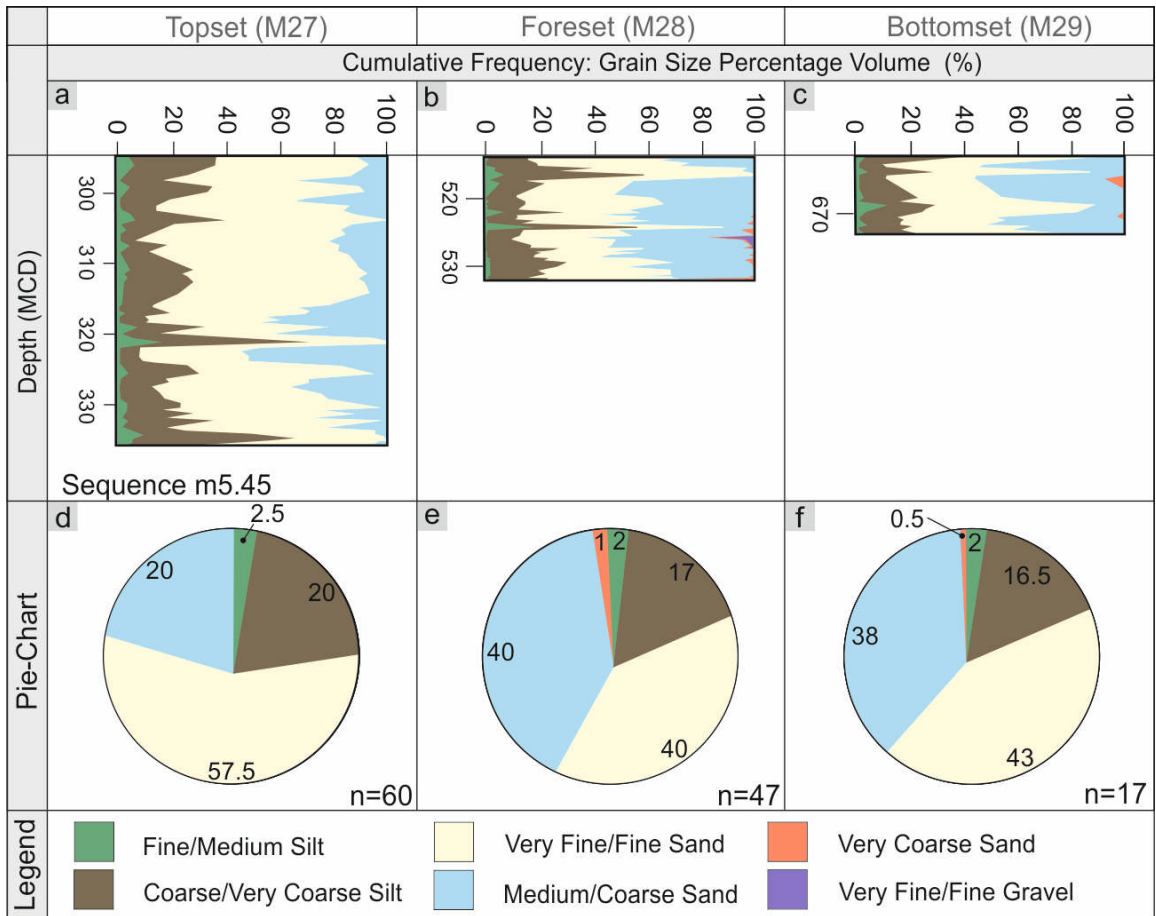 Topset (M27) Foreset (M28) Bottomset (M29)
Cumulative Frequency: Grain Size Percentage Volume (%)
a
0 20 40 60 80 100
b
0 20 40 60 80 100
c
0 20 40 60 80 100
Depth (MCD)
300
310
320
330
520
530
670
Sequence m5.45
Pie-Chart
d
2.5
20
20
57.5
n=60
e
1
2
17
40
40
n=47
f
0.5
2
16.5
38
43
n=17
Legend
Fine/Medium Silt
Very Fine/Fine Sand
Very Coarse Sand
Coarse/Very Coarse Silt
Medium/Coarse Sand
Very Fine/Fine Gravel